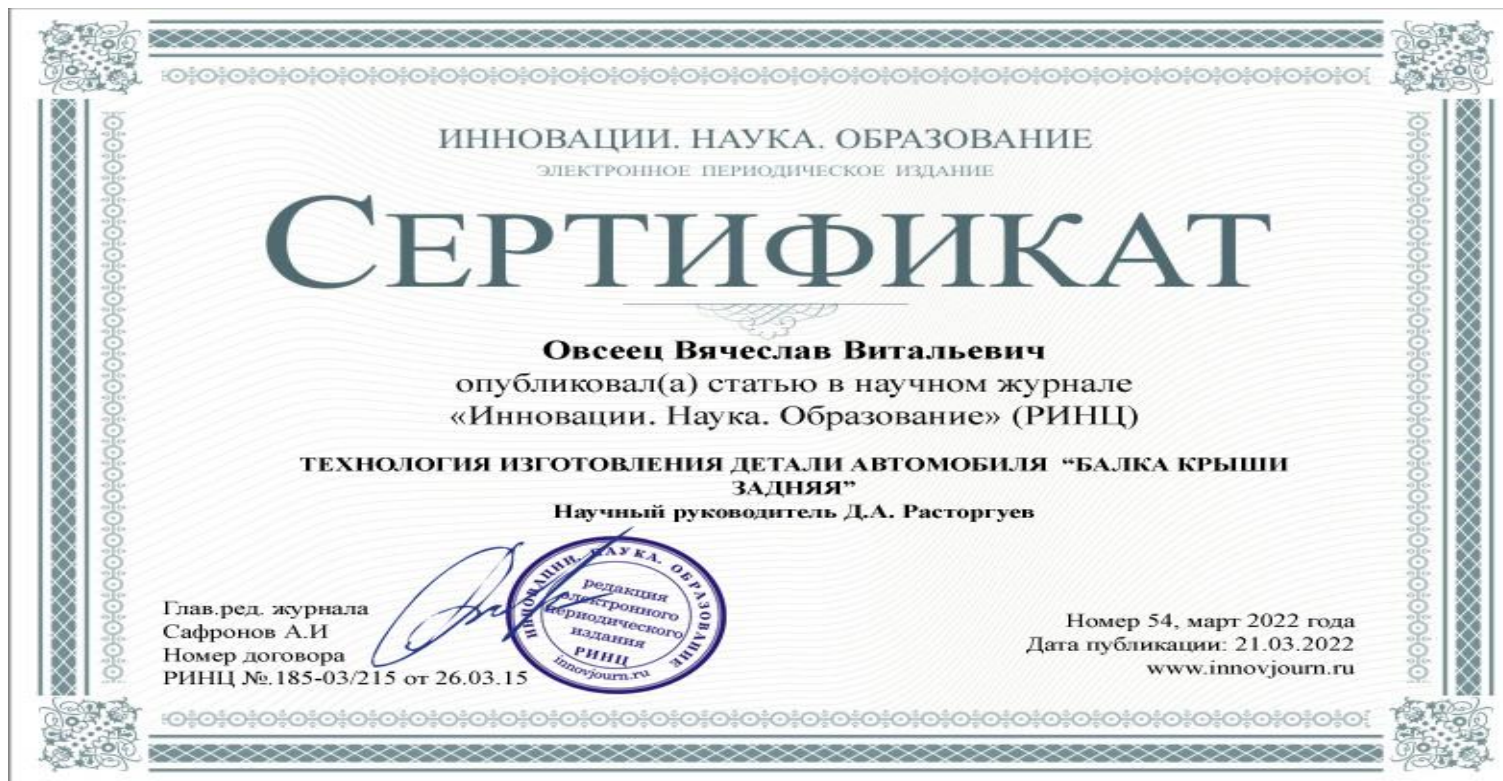 ИННОВАЦИИ. НАУКА. ОБРАЗОВАНИЕ
ЭЛЕКТРОННОЕ ПЕРИОДИЧЕСКОЕ ИЗДАНИЕ
СЕРТИФИКАТ
Овсеец Вячеслав Витальевич
опубликовал(а) статью в научном журнале
«Инновации. Наука. Образование» (РИНЦ)
ТЕХНОЛОГИЯ ИЗГОТОВЛЕНИЯ ДЕТАЛИ АВТОМОБИЛЯ “БАЛКА КРЫШИ
ЗАДНЯЯ”
Научный руководитель Д.А. Расторгуев
Глав.ред. журнала
Сафронов А.И
Номер договора
РИНЦ №.185-03/215 от 26.03.15
ИННОВАЦИИ. НАУКА. ОБРАЗОВАНИЕ
редакция
электронного
периодического
издания
РИНЦ
innovjourn.ru
Номер 54, март 2022 года
Дата публикации: 21.03.2022
www.innovjourn.ru